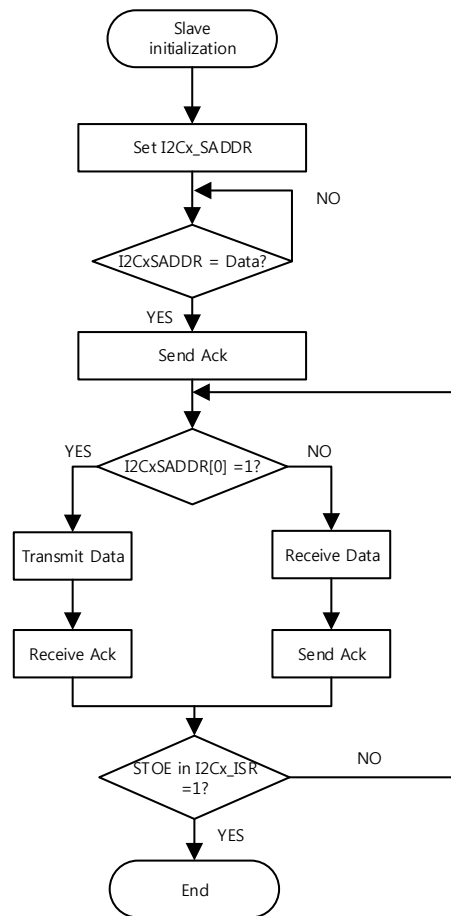 Slave
initialization
Set I2Cx_SADDR
NO
I2CxSADDR = Data?
YES
Send Ack
YES
I2CxSADDR[0] =1?
NO
Transmit Data
Receive Data
Receive Ack
Send Ack
STOE in I2Cx_ISR
=1?
NO
YES
End